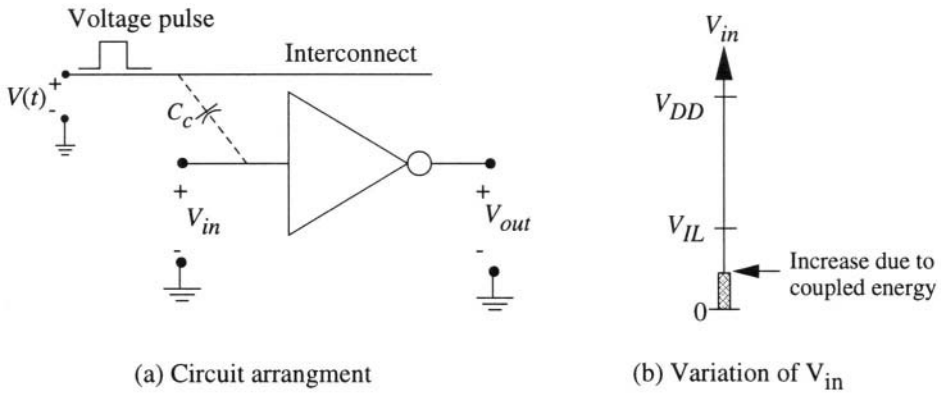 Voltage pulse
Interconnect
V(t)
+
-
C_c
+
V_in
-
+
V_out
-
(a) Circuit arrangment
V_in
V_DD
V_IL
Increase due to
coupled energy
0
(b) Variation of V_in